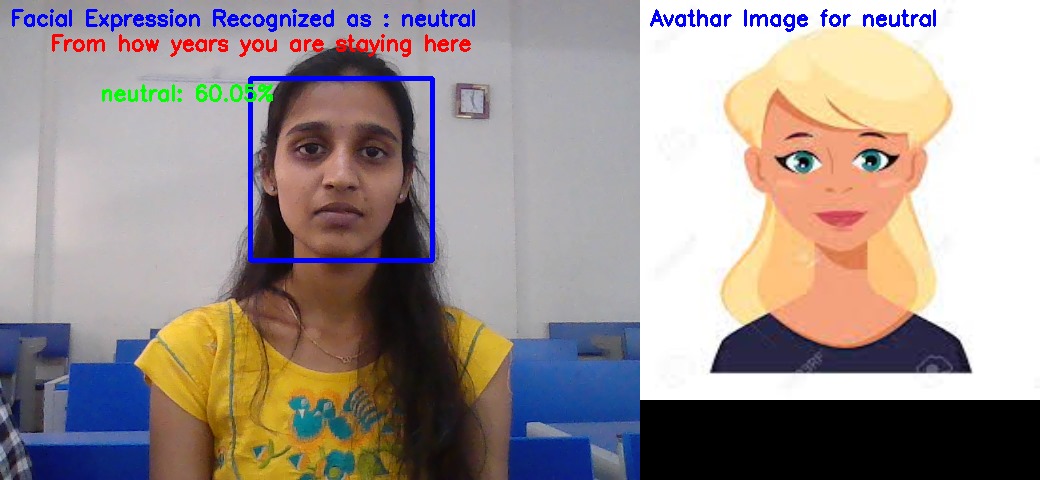 Facial Expression Recognized as : neutral
From how years you are staying here
neutral: 60.05%
Avathar Image for neutral